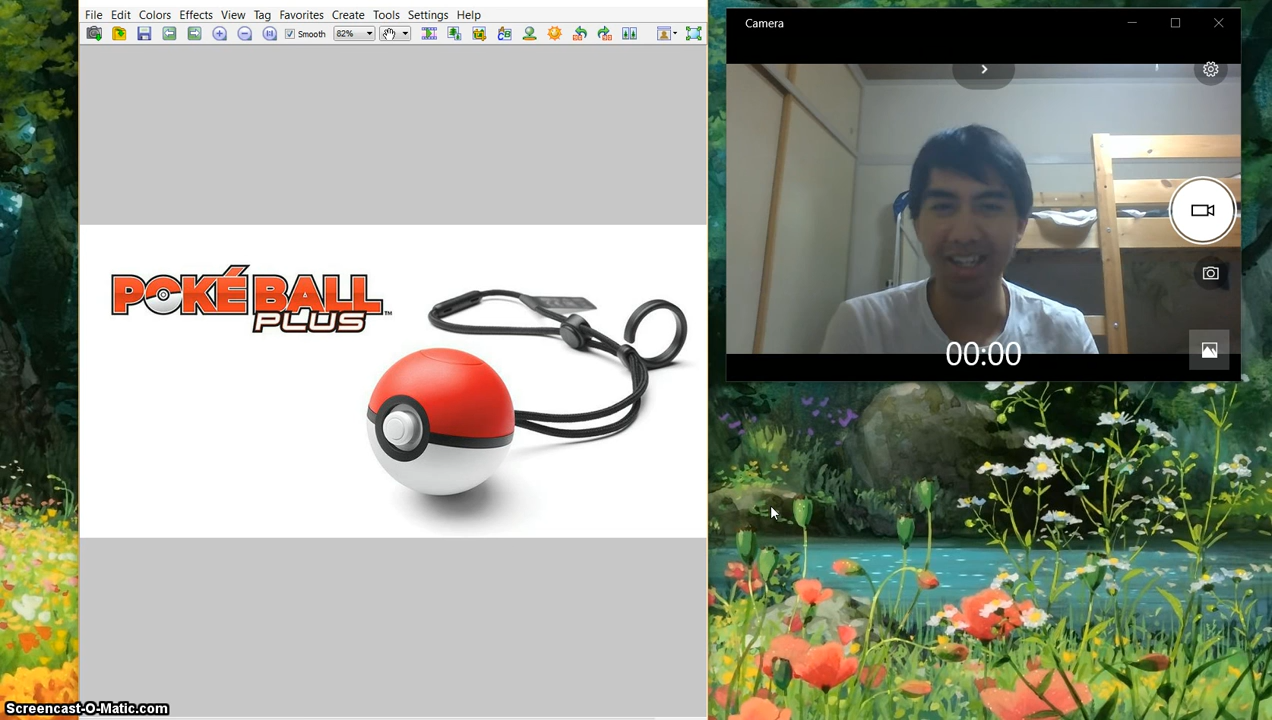 File Edit Colors Effects View Tag Favorites Create Tools Settings Help
Smooth 82%
POKÉ BALL
PLUS
TM
Camera
00:00
Screencast-O-Matic.com